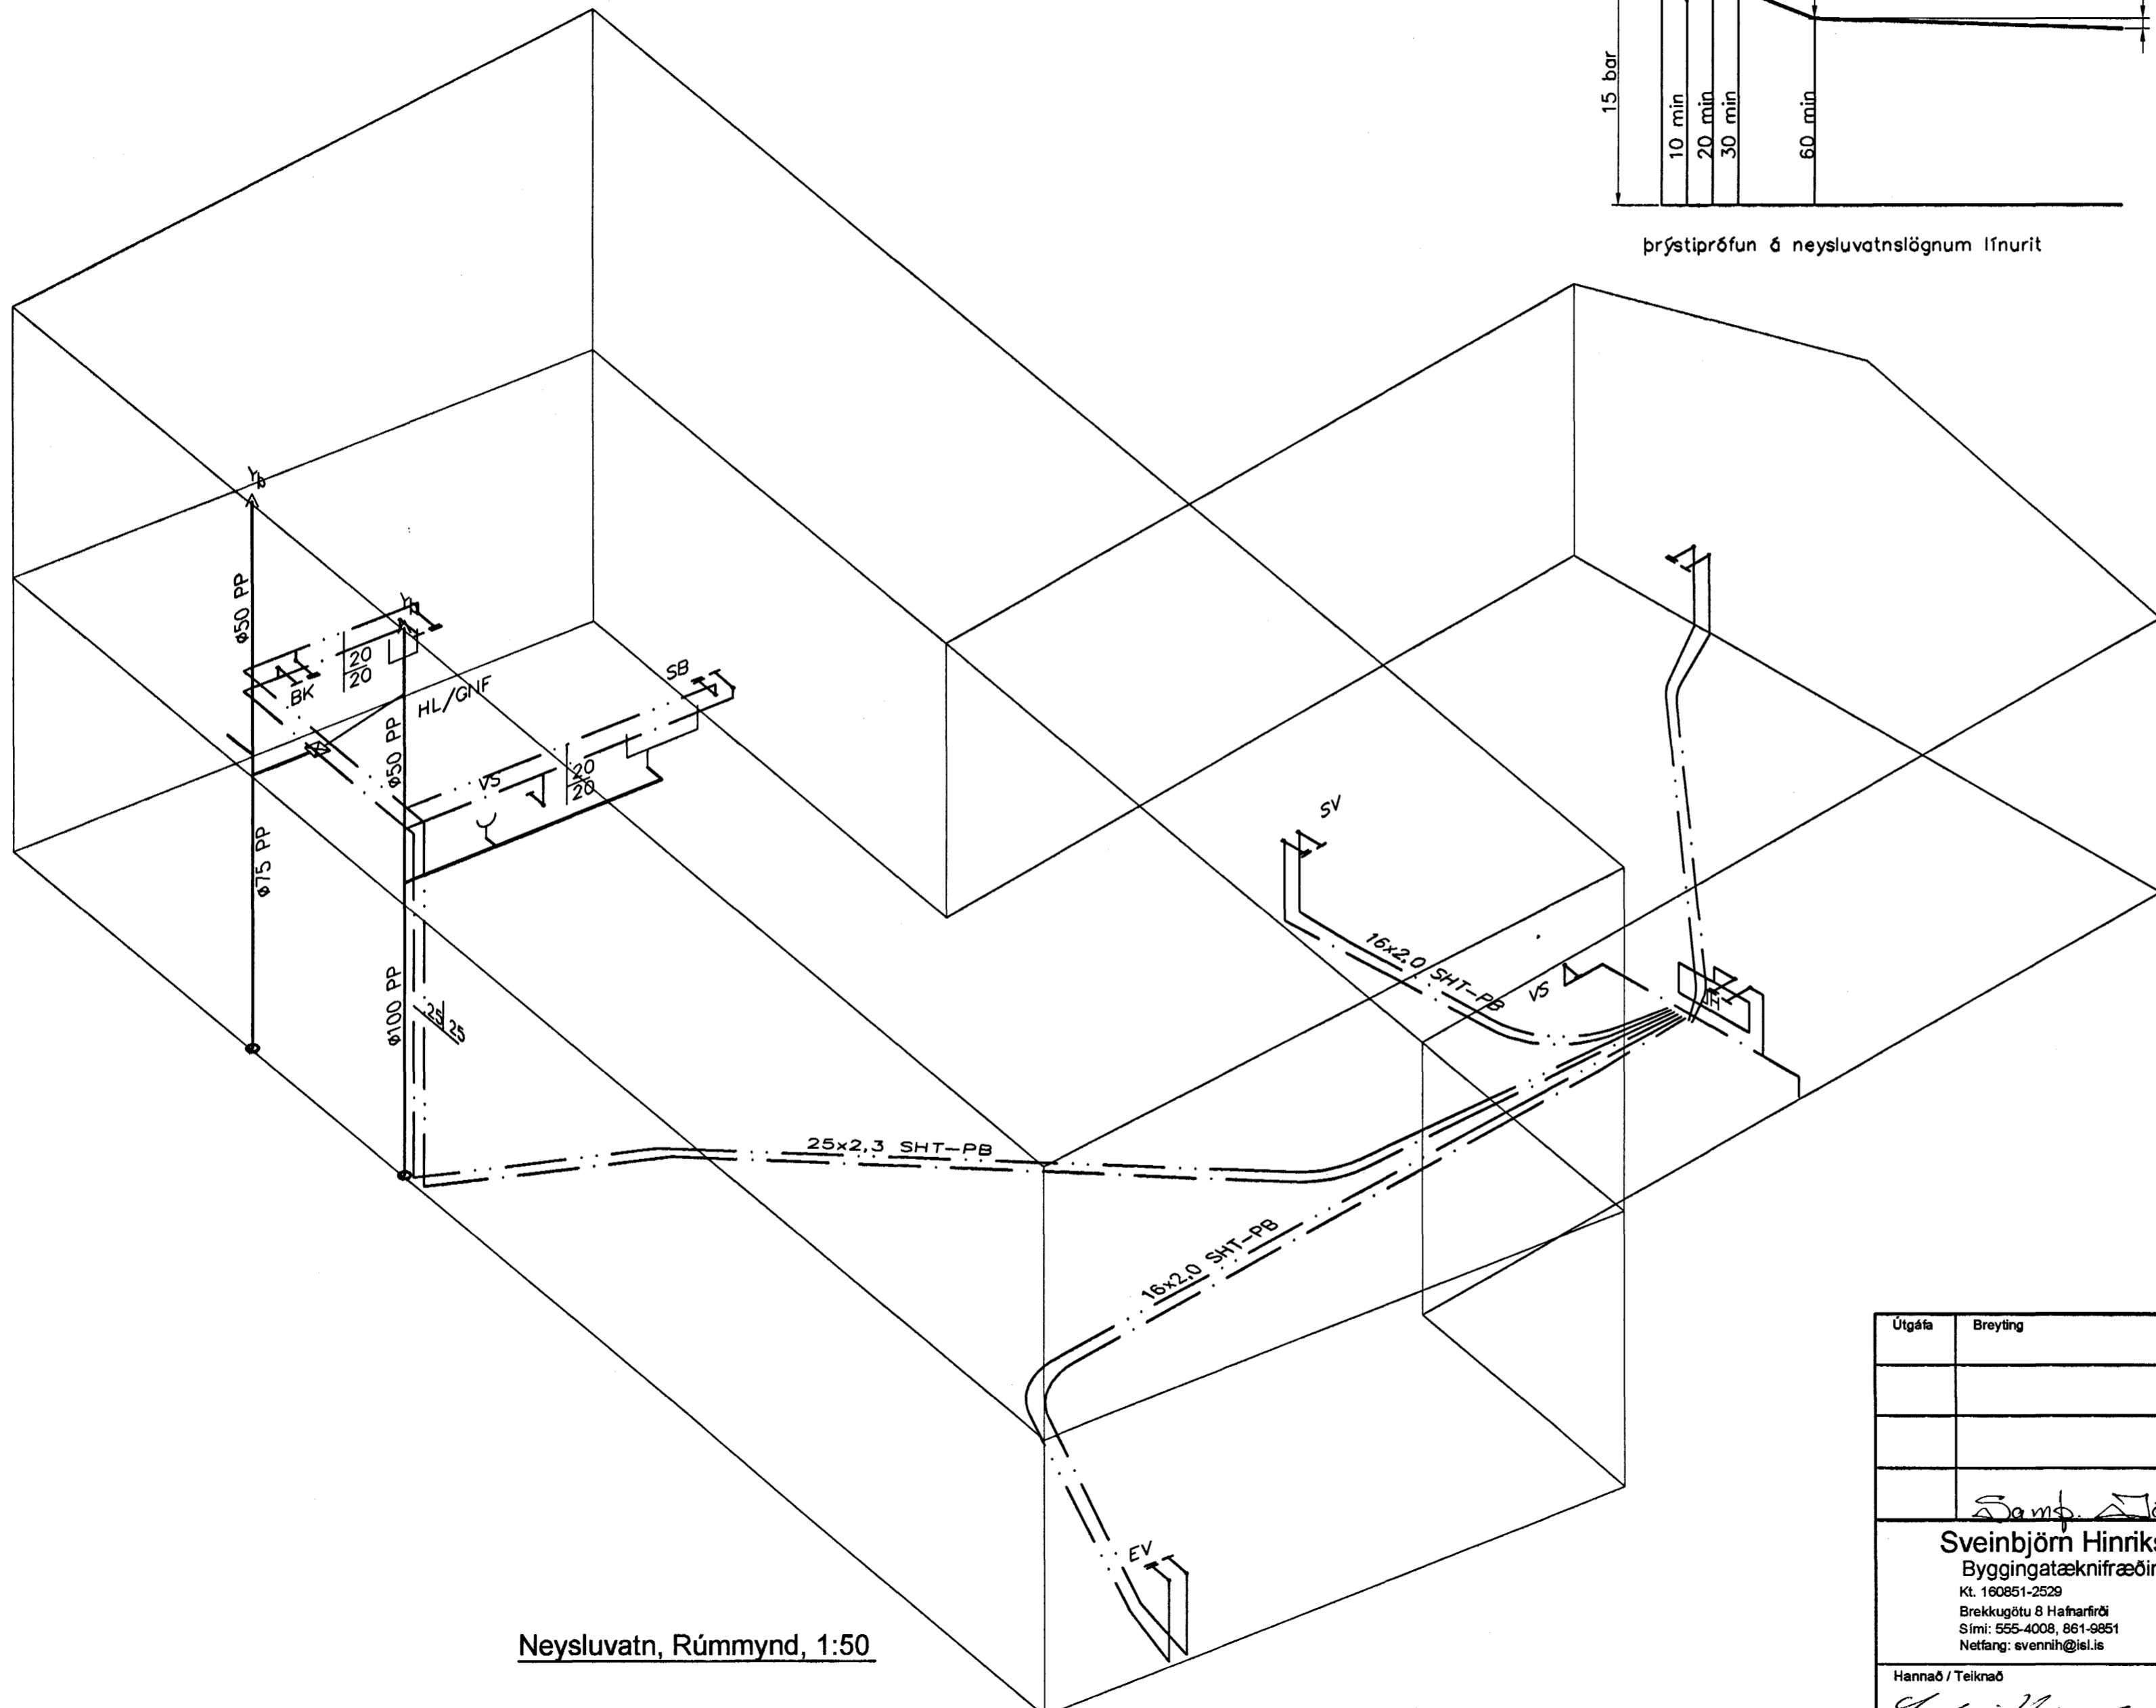 15 bar
10 min
20 min
30 min
60 min
þrýstiprófun á neysluvatnslögnum línurit
Yþ
ø50 PP
20
20
BK
HL/GNF
ø50 PP
SB
VS
20
20
ø75 PP
SV
16x2,0 SHT-PB
VS
ø100 PP
25
25
25x2,3 SHT-PB
16x2,0 SHT-PB
EV
Neysluvatn, Rúmmynd, 1:50
Útgáfa
Breyting
Samþ.
Sveinbjörn Hinriks
Byggingatæknifræðin
Kt. 160851-2529
Brekkugötu 8 Hafnarfirði
Sími: 555-4008, 861-9851
Netfang: svennih@isl.is
Hannað / Teiknað